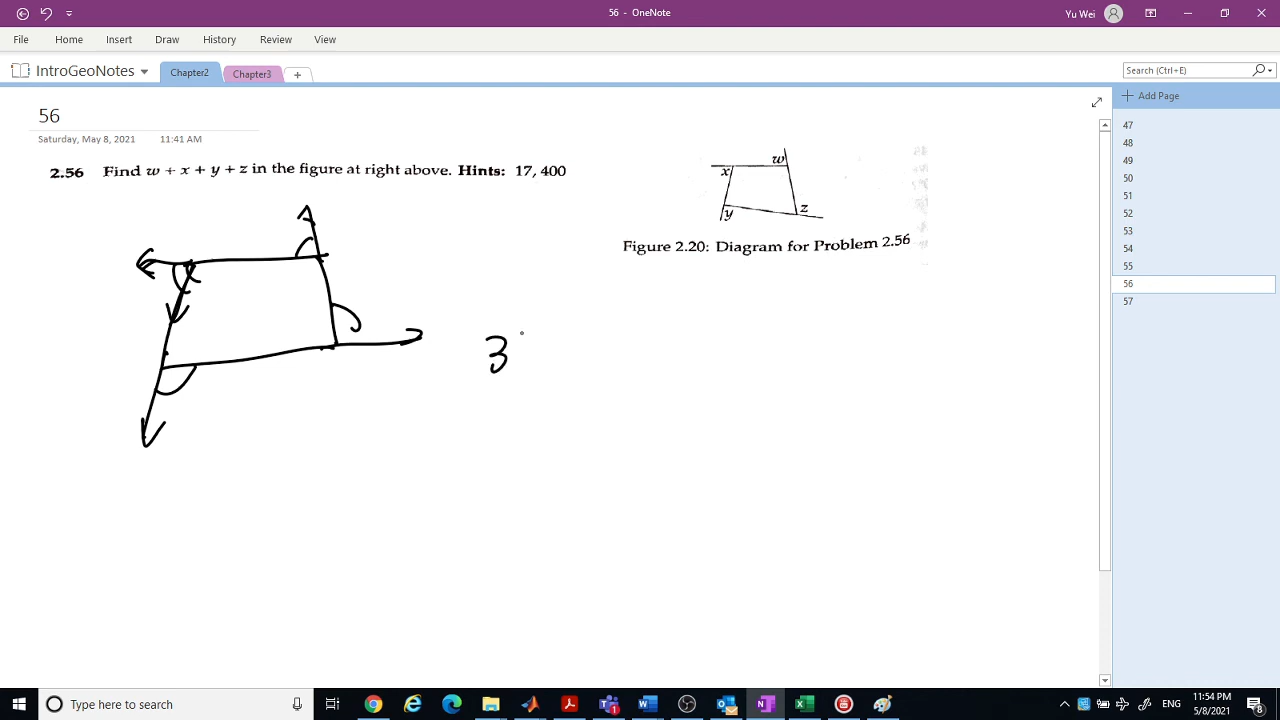 56 - OneNote
Yu Wei
File Home Insert Draw History Review View
IntroGeoNotes Chapter2 Chapter3 +
Search (Ctrl+E)
56
Saturday, May 8, 2021 11:41 AM
Add Page
47
48
49
50
51
52
53
54
55
56
57
2.56 Find w + x + y + z in the figure at right above. Hints: 17, 400
w
x
y
z
Figure 2.20: Diagram for Problem 2.56
3
Type here to search
1
ENG
11:54 PM
5/8/2021
8